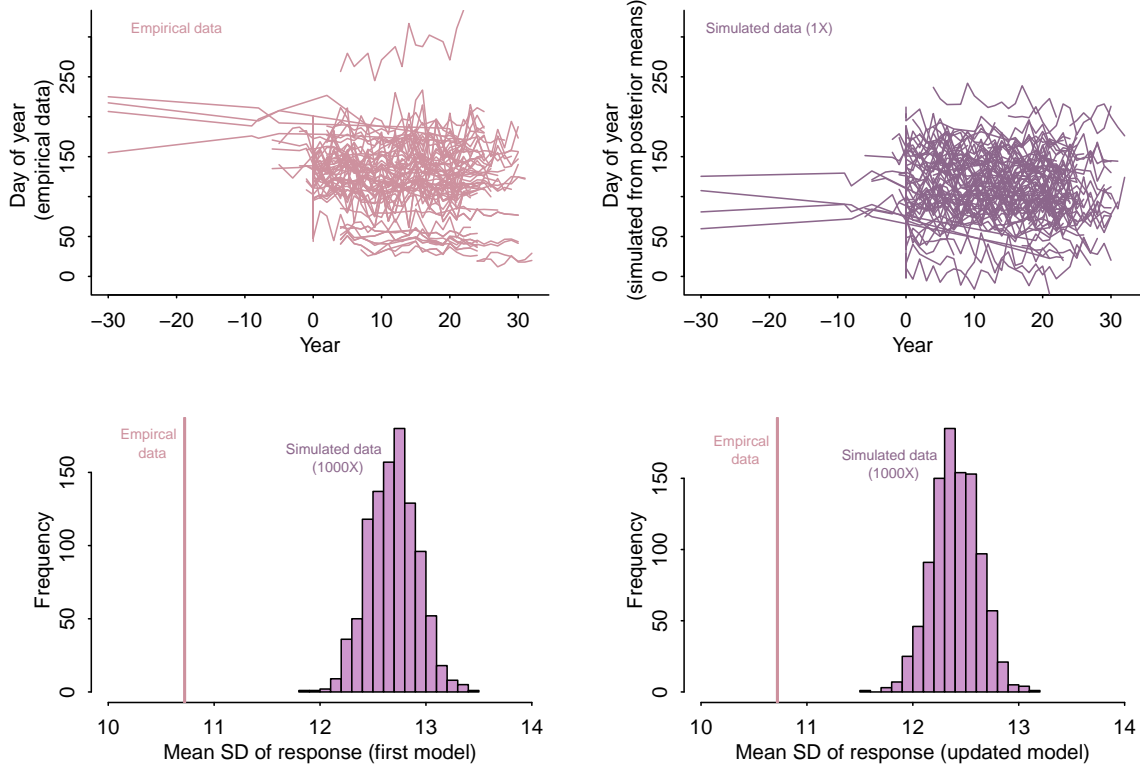 Empirical data
Day of year
(empirical data)
0
50
100
150
250
−30
−20
−10
0
10
20
30
Year
Simulated data (1X)
Day of year
(simulated from posterior means)
0
50
100
150
250
−30
−20
−10
0
10
20
30
Year
Empircal
data
Simulated data
(1000X)
Frequency
0
50
100
150
10
11
12
13
14
Mean SD of response (first model)
Empirical
data
Simulated data
(1000X)
Frequency
0
50
100
150
10
11
12
13
14
Mean SD of response (updated model)